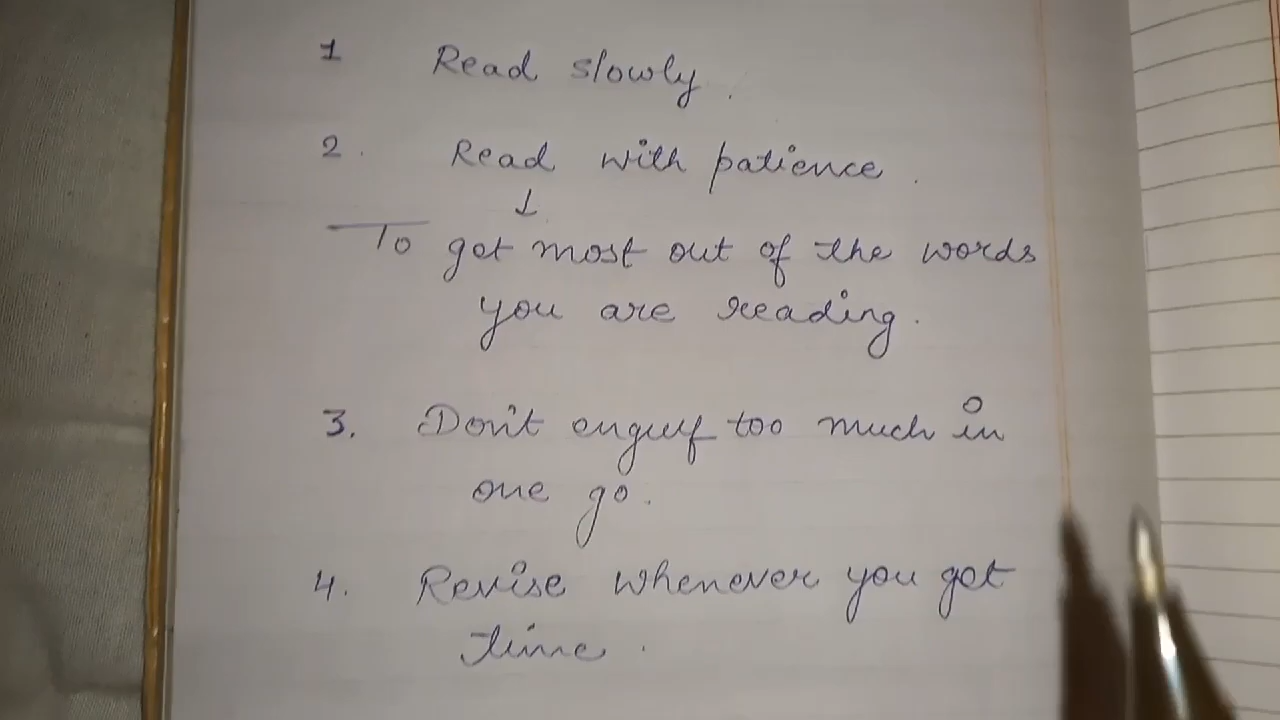 1 Read slowly.
2. Read with patience.
↓
To get most out of the words
you are reading.
3. Don't engulf too much in
one go.
4. Revise whenever you get
time.